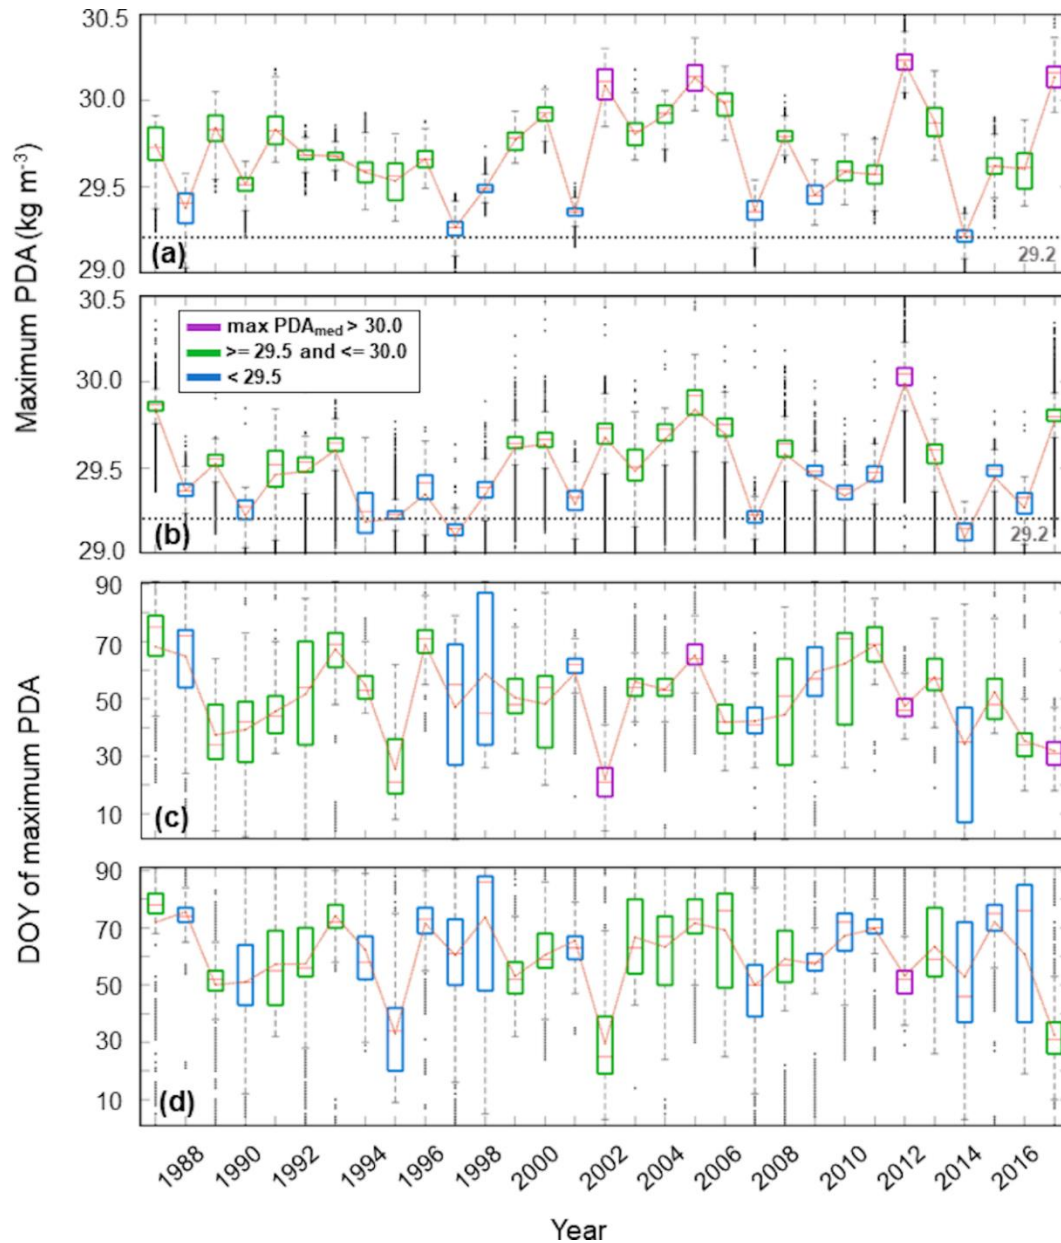 Maximum PDA (kg m⁻³)
30.5
30.0
29.5
29.0
(a)
29.2
30.5
30.0
29.5
29.0
max PDAmed > 30.0
>= 29.5 and <= 30.0
< 29.5
(b)
29.2
DOY of maximum PDA
90
70
50
30
10
(c)
90
70
50
30
10
(d)
1988 1990 1992 1994 1996 1998 2000 2002 2004 2006 2008 2010 2012 2014 2016
Year